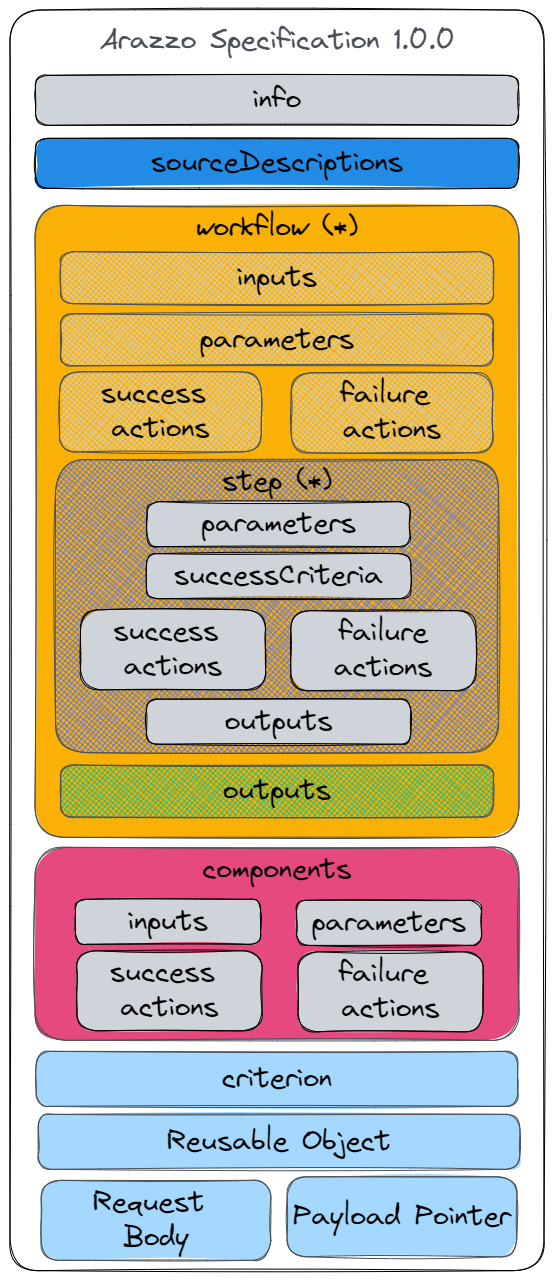 Arazzo Specification 1.0.0
info
sourceDescriptions
workflow (*)
inputs
parameters
success
actions
failure
actions
step (*)
parameters
successCriteria
success
actions
failure
actions
outputs
outputs
components
inputs
parameters
success
actions
failure
actions
criterion
Reusable Object
Request
Body
Payload Pointer